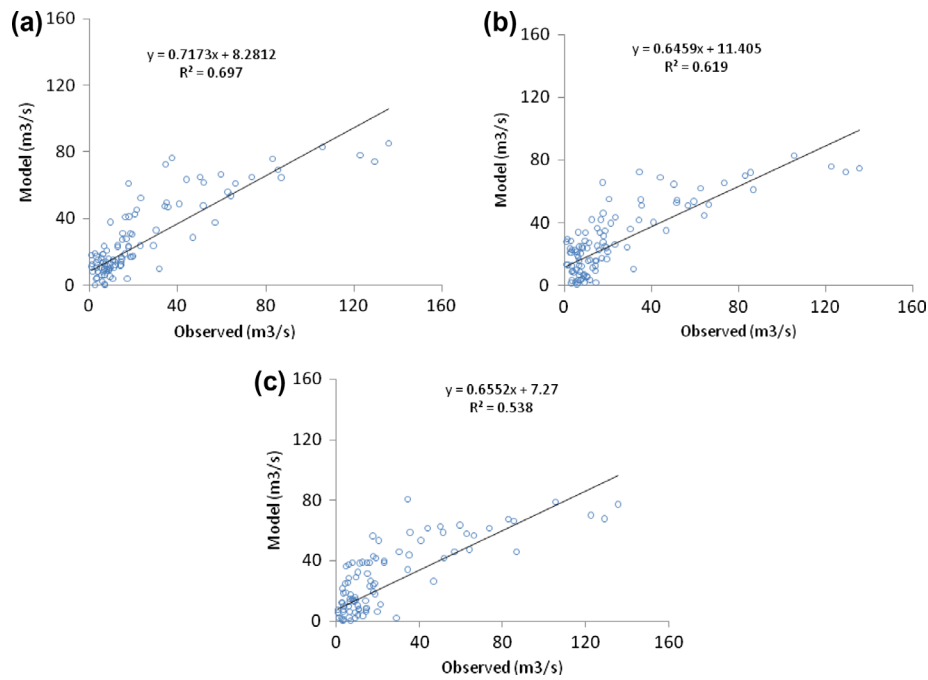 (a)
160
120
80
40
0
Model (m3/s)
y = 0.7173x + 8.2812
R² = 0.697
0 40 80 120 160
Observed (m3/s)
(b)
160
120
80
40
0
Model (m3/s)
y = 0.6459x + 11.405
R² = 0.619
0 40 80 120 160
Observed (m3/s)
(c)
160
120
80
40
0
Model (m3/s)
y = 0.6552x + 7.27
R² = 0.538
0 40 80 120 160
Observed (m3/s)